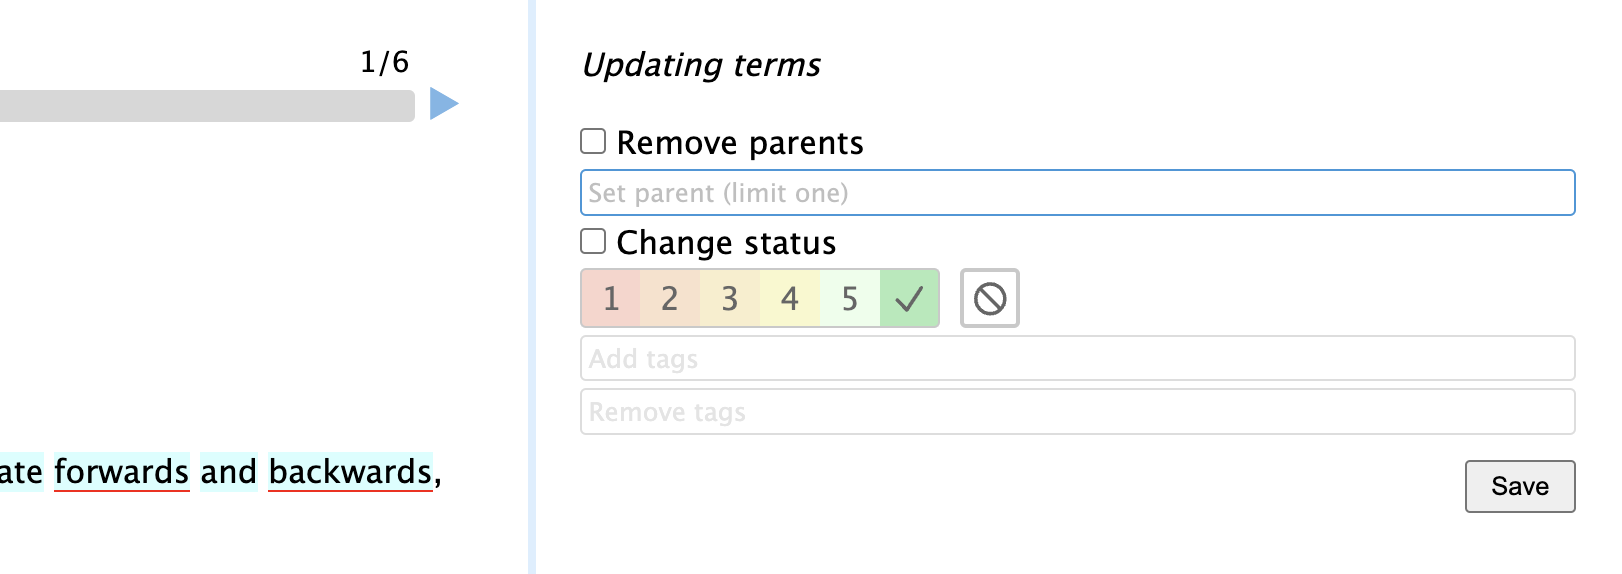 1/6
ate forwards and backwards,
Updating terms
Remove parents
Set parent (limit one)
Change status
1 2 3 4 5
Add tags
Remove tags
Save